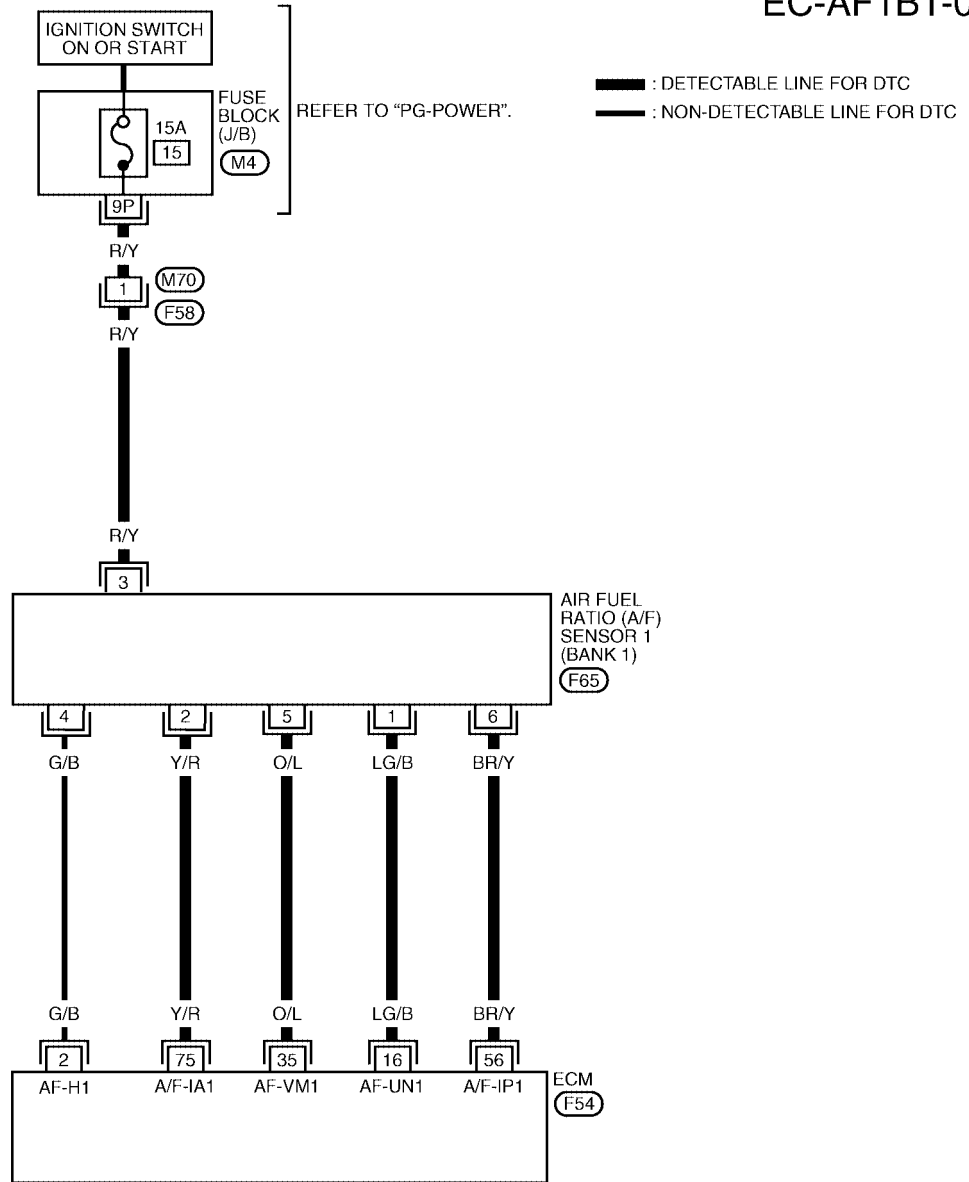 EC-AF1B1-0
IGNITION SWITCH
ON OR START
FUSE
BLOCK
(J/B)
M4
15A
15
REFER TO "PG-POWER".
: DETECTABLE LINE FOR DTC
: NON-DETECTABLE LINE FOR DTC
9P
R/Y
1
M70
F58
R/Y
R/Y
3
AIR FUEL
RATIO (A/F)
SENSOR 1
(BANK 1)
F65
4 2 5 1 6
G/B Y/R O/L LG/B BR/Y
G/B Y/R O/L LG/B BR/Y
2 75 35 16 56
AF-H1 A/F-IA1 AF-VM1 AF-UN1 A/F-IP1
ECM
F54